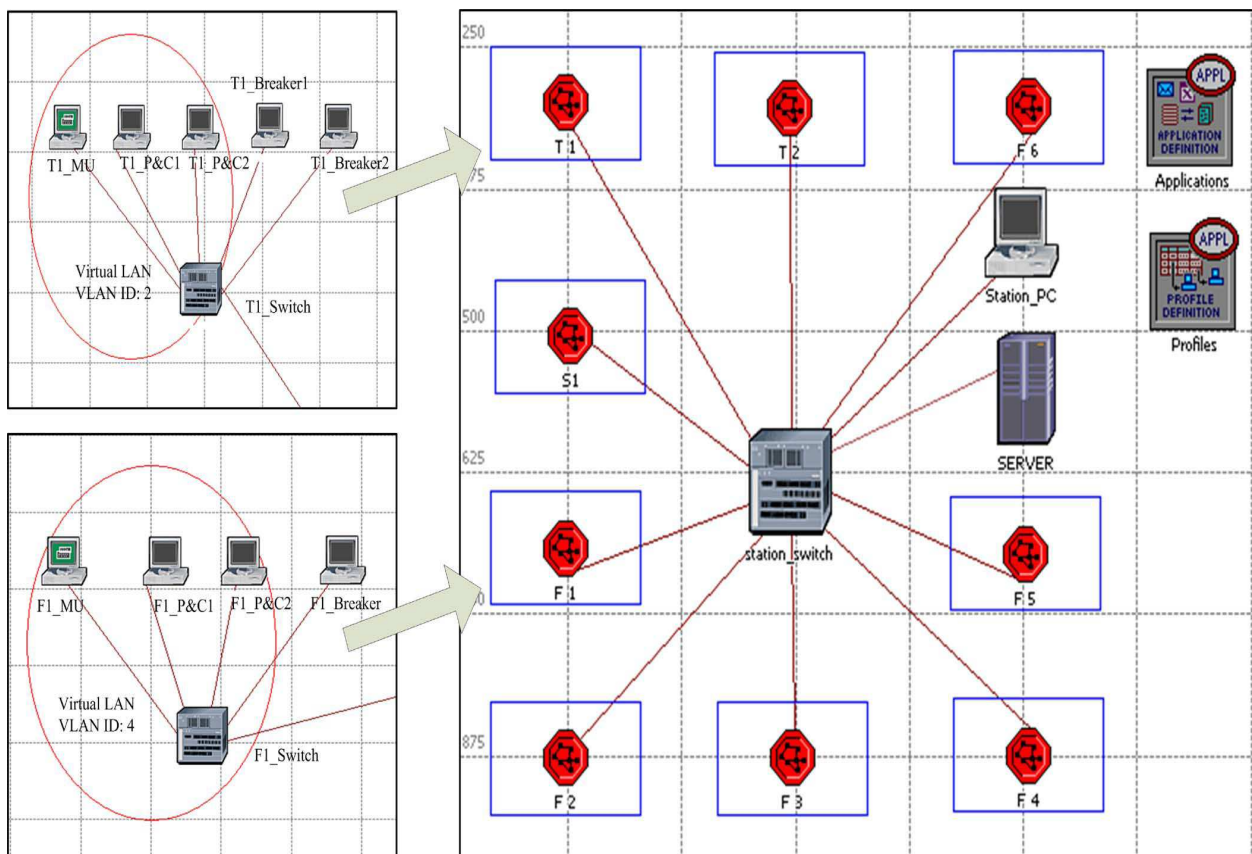 T1_Breaker1
T1_MU
T1_P&C1
T1_P&C2
T1_Breaker2
Virtual LAN
VLAN ID: 2
T1_Switch
F1_MU
F1_P&C1
F1_P&C2
F1_Breaker
Virtual LAN
VLAN ID: 4
F1_Switch
250
T 1
T 2
F 6
APPL
APPLICATION
DEFINITION
Applications
Station_PC
APPL
PROFILE
DEFINITION
Profiles
500
S1
SERVER
625
station_switch
F 1
F 5
875
F 2
F 3
F 4